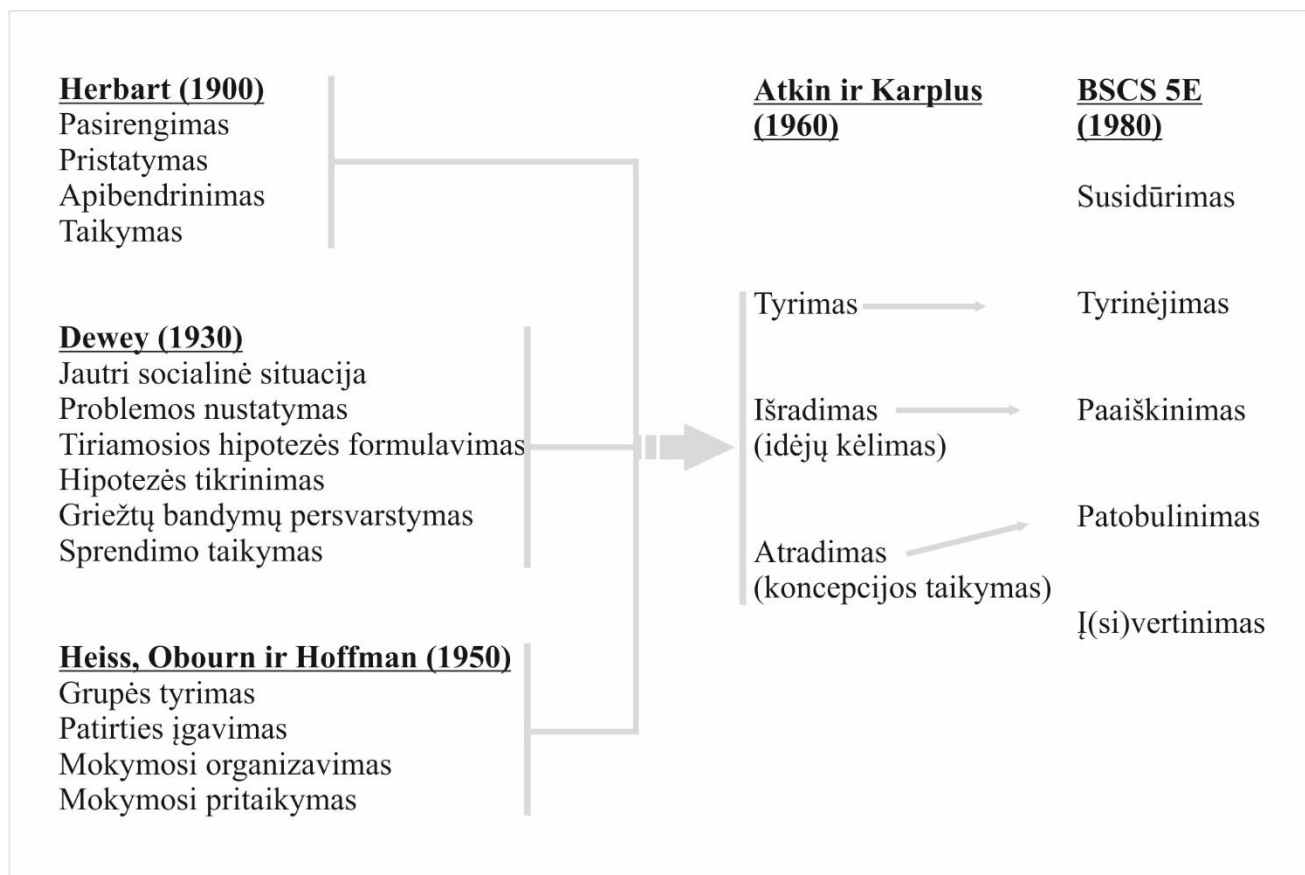 Herbart (1900)
Pasirengimas
Pristatymas
Apibendrinimas
Taikymas
Dewey (1930)
Jautri socialinė situacija
Problemos nustatymas
Tiriamosios hipotezės formulavimas
Hipotezės tikrinimas
Griežtų bandymų persvarstymas
Sprendimo taikymas
Heiss, Obourn ir Hoffman (1950)
Grupės tyrimas
Patirties įgavimas
Mokymosi organizavimas
Mokymosi pritaikymas
Atkin ir Karplus
(1960)
Tyrimas
Išradimas
(idėjų kėlimas)
Atradimas
(koncepcijos taikymas)
BSCS 5E
(1980)
Susidūrimas
Tyrinėjimas
Paaiškinimas
Patobulinimas
Į(si)vertinimas